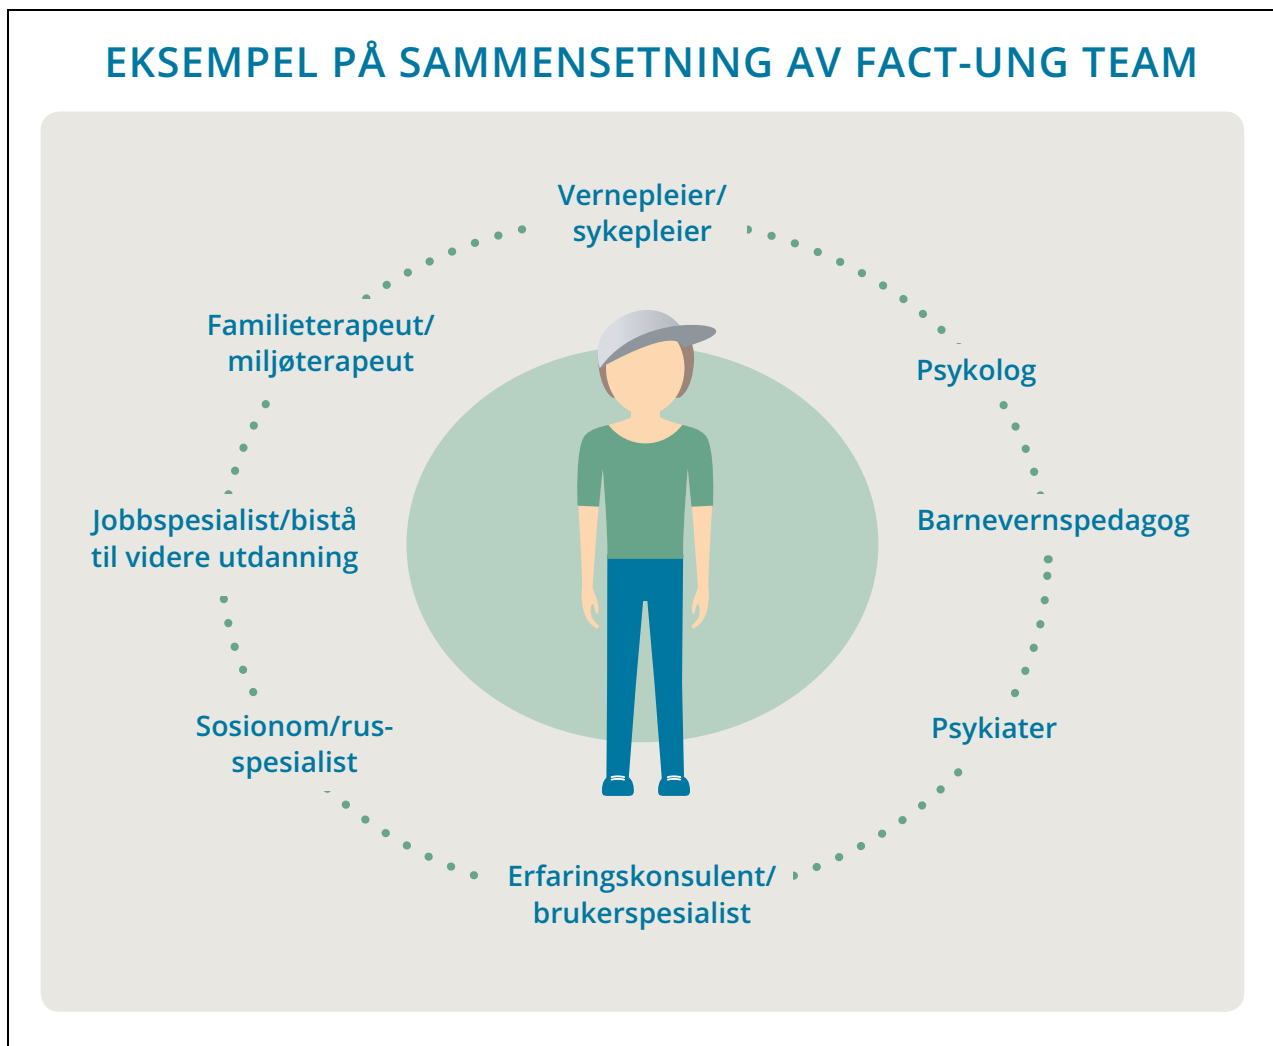 EKSEMPEL PÅ SAMMENSETNING AV FACT-UNG TEAM
Vernepleier/
sykepleier
Familieterapeut/
miljøterapeut
Psykolog
Jobbspesialist/bistå
til videre utdanning
Barnevernspedagog
Sosionom/rus-
spesialist
Psykiater
Erfaringskonsulent/
brukerspesialist